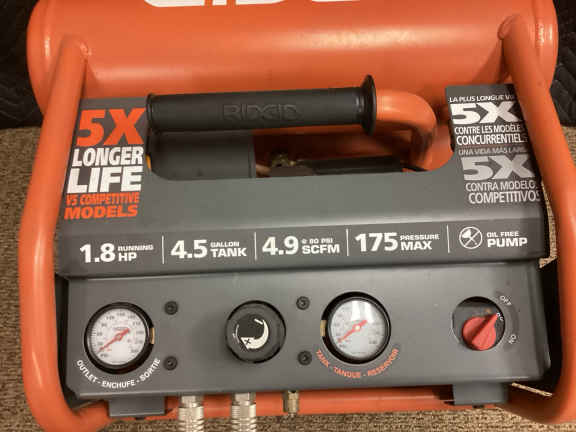 RIDGID
5X
LONGER
LIFE
VS COMPETITIVE
MODELS
LA PLUS LONGUE VIE
5X
CONTRE LES MODÈLES
CONCURRENTIELS
UNA VIDA MÁS LARGA
5X
CONTRA MODELOS
COMPETITIVOS
1.8 RUNNING HP
4.5 GALLON TANK
4.9 @ 90 PSI SCFM
175 PRESSURE MAX
OIL FREE PUMP
OFF
ON
OUTLET - ENCHUFE - SORTIE
TANK - TANQUE - RESERVOIR